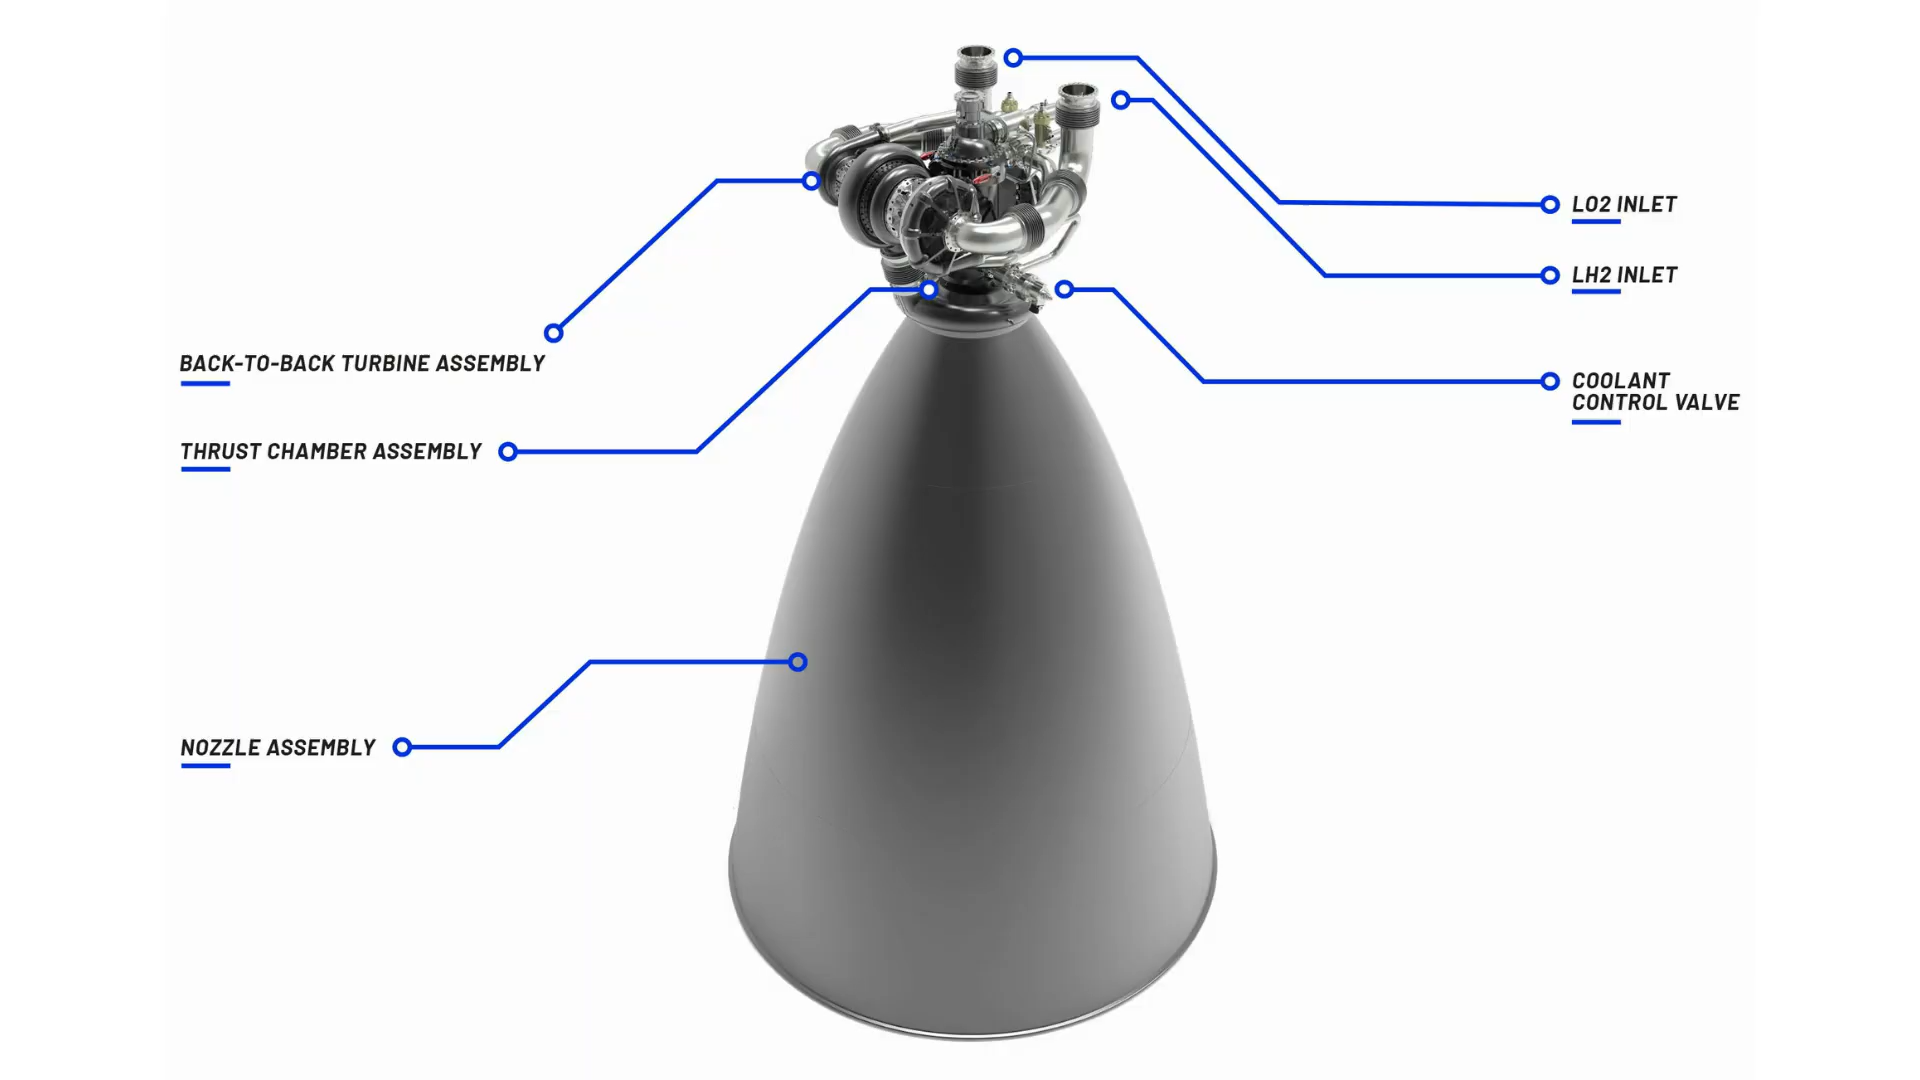 LO2 INLET
LH2 INLET
BACK-TO-BACK TURBINE ASSEMBLY
COOLANT
CONTROL VALVE
THRUST CHAMBER ASSEMBLY
NOZZLE ASSEMBLY